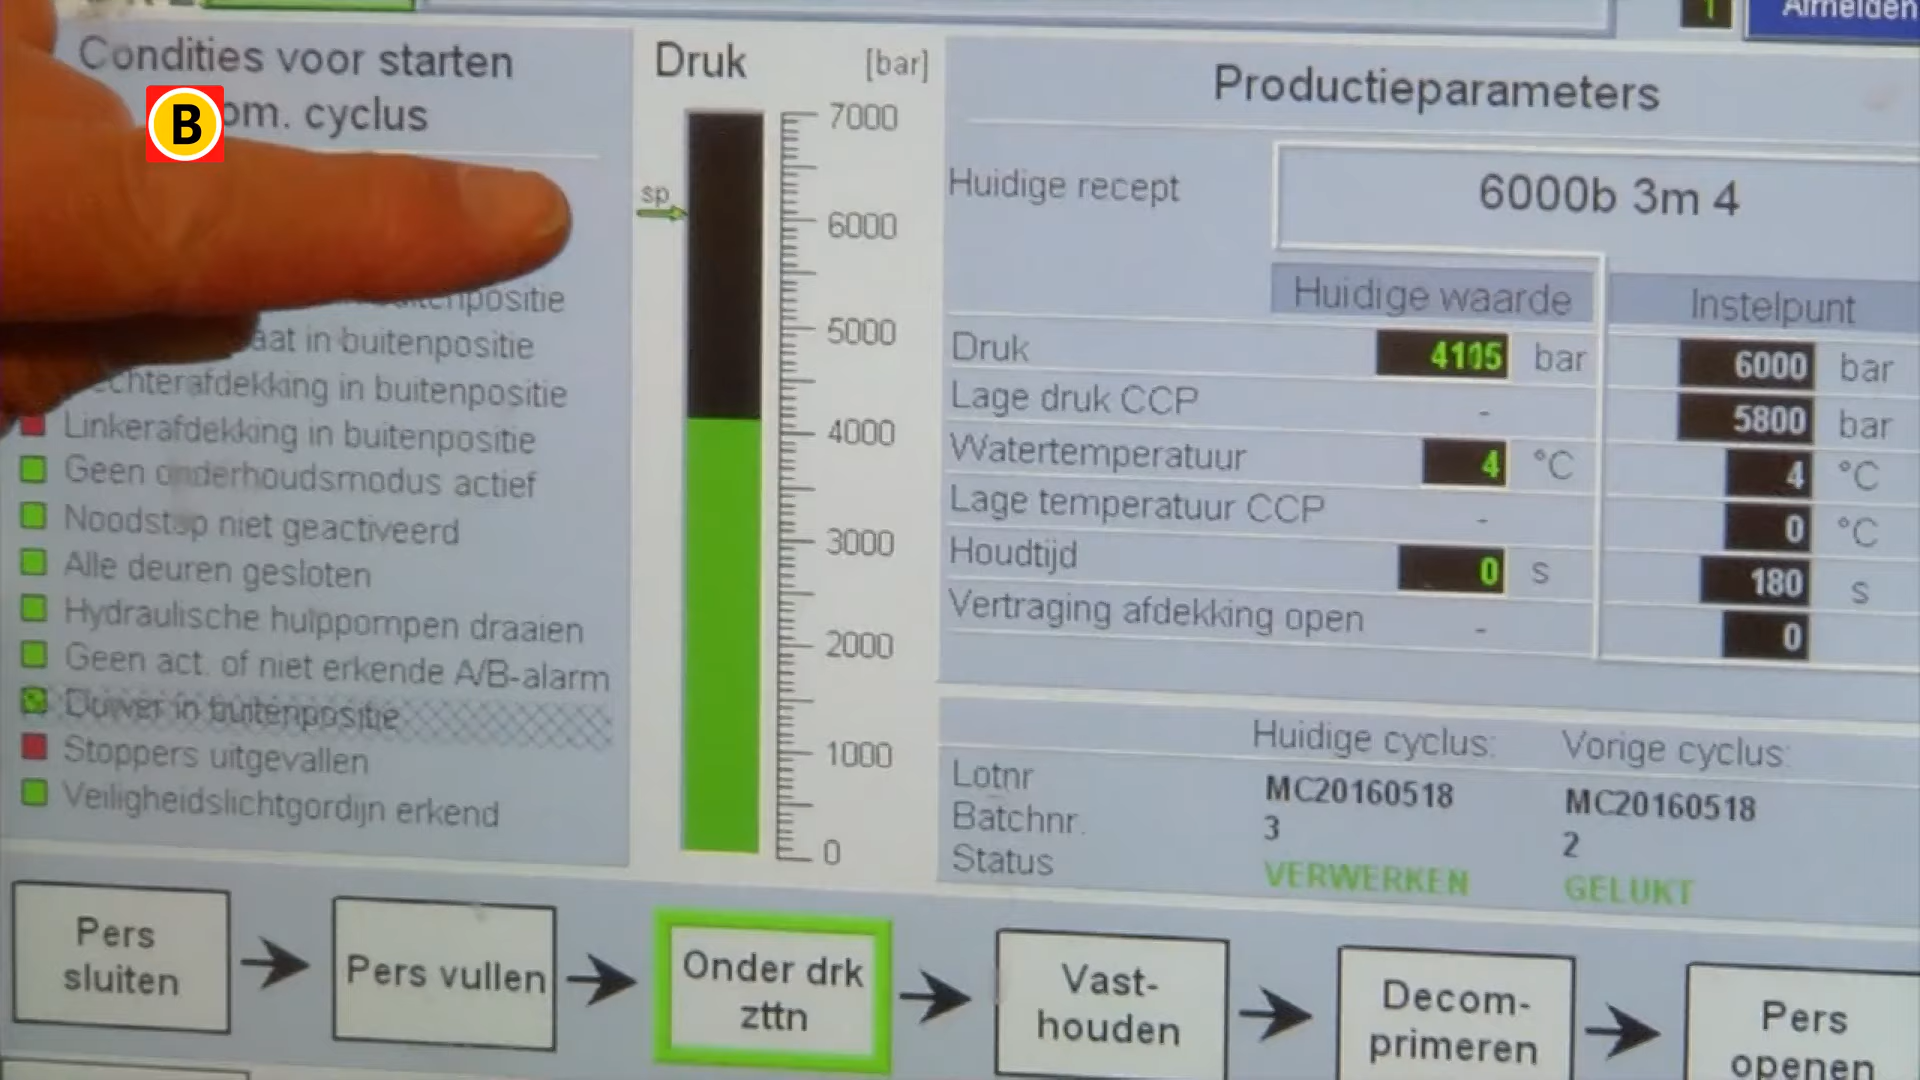 Afmelden
1
Condities voor starten
om. cyclus
B
buitenpositie
aat in buitenpositie
echterafdekking in buitenpositie
Linkerafdekking in buitenpositie
Geen onderhoudsmodus actief
Noodstop niet geactiveerd
Alle deuren gesloten
Hydraulische hulppompen draaien
Geen act. of niet erkende A/B-alarm
Duwer in buitenpositie
Stoppers uitgevallen
Veiligheidslichtgordijn erkend
Druk [bar]
sp
7000
6000
5000
4000
3000
2000
1000
0
Productieparameters
Huidige recept 6000b 3m 4
Huidige waarde Instelpunt
Druk 4105 bar 6000 bar
Lage druk CCP - 5800 bar
Watertemperatuur 4 °C 4 °C
Lage temperatuur CCP - 0 °C
Houdtijd 0 s 180 s
Vertraging afdekking open - 0
Huidige cyclus: Vorige cyclus:
Lotnr MC20160518 MC20160518
Batchnr. 3 2
Status VERWERKEN GELUKT
Pers
sluiten
Pers vullen
Onder drk
zttn
Vast-
houden
Decom-
primeren
Pers
openen